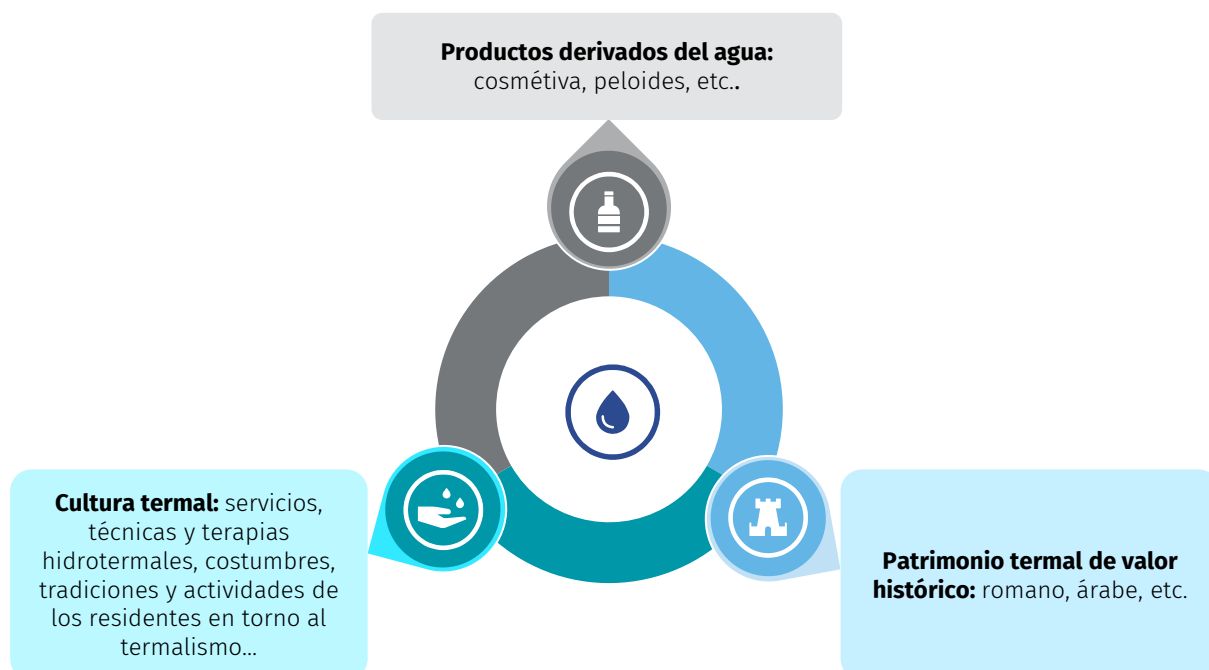 Productos derivados del agua:
cosmétiva, peloides, etc..
Cultura termal: servicios,
técnicas y terapias
hidrotermales, costumbres,
tradiciones y actividades de
los residentes en torno al
termalismo...
Patrimonio termal de valor
histórico: romano, árabe, etc.